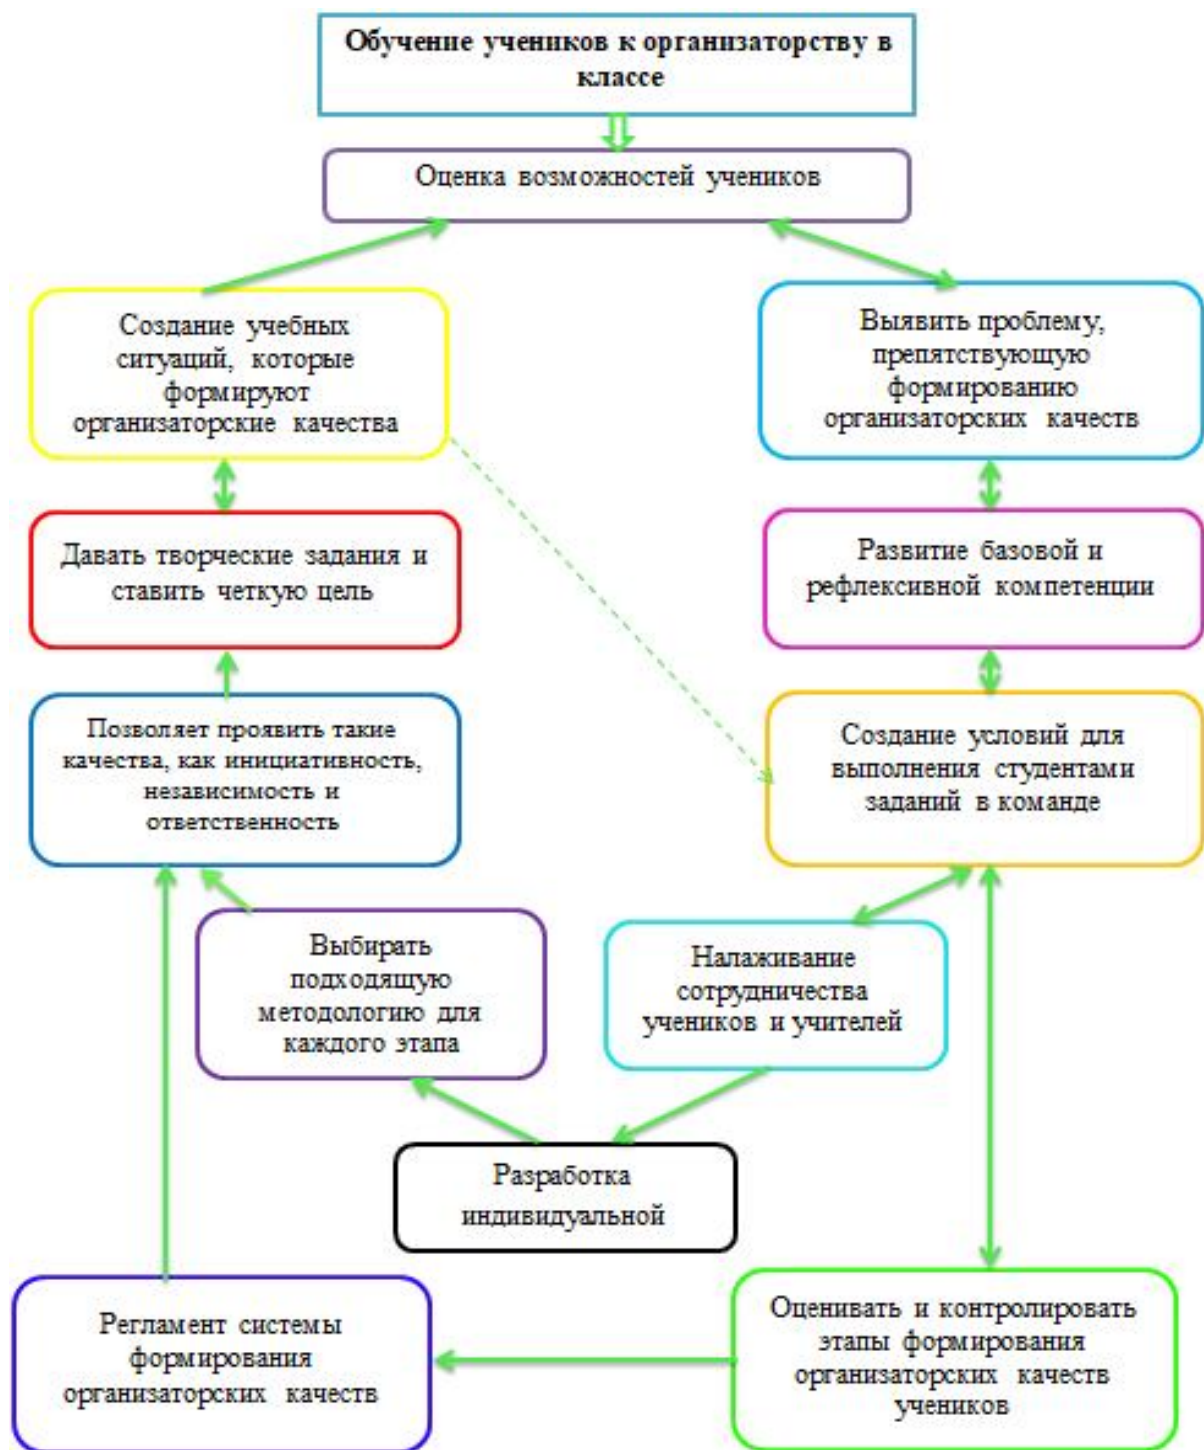 Обучение учеников к организаторству в
классе
Оценка возможностей учеников
Создание учебных
ситуаций, которые
формируют
организаторские качества
Выявить проблему,
препятствующую
формированию
организаторских качеств
Давать творческие задания и
ставить четкую цель
Развитие базовой и
рефлексивной компетенции
Позволяет проявить такие
качества, как инициативность,
независимость и
ответственность
Создание условий для
выполнения студентами
заданий в команде
Выбирать
подходящую
методологию для
каждого этапа
Налаживание
сотрудничества
учеников и учителей
Разработка
индивидуальной
Регламент системы
формирования
организаторских качеств
Оценивать и контролировать
этапы формирования
организаторских качеств
учеников